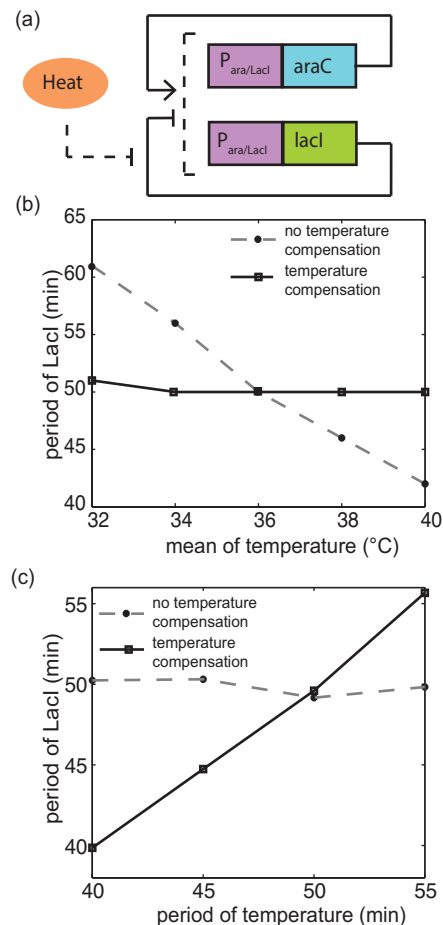 (a)
Heat
P ara/LacI araC
P ara/LacI lacI
(b)
65
60
55
50
45
40
period of LacI (min)
no temperature
compensation
temperature
compensation
32 34 36 38 40
mean of temperature (°C)
(c)
55
50
45
40
period of LacI (min)
no temperature
compensation
temperature
compensation
40 45 50 55
period of temperature (min)